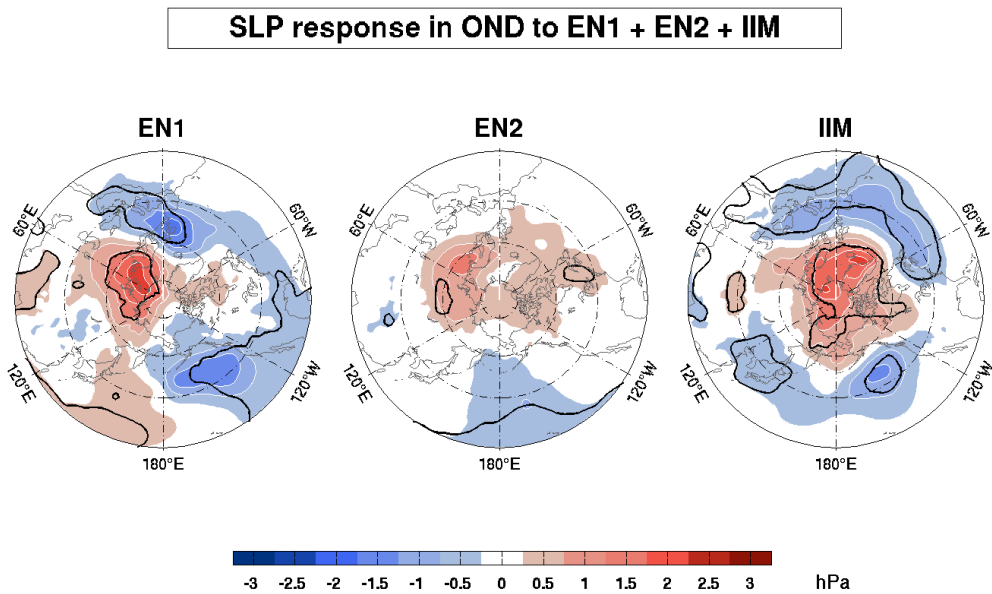 SLP response in OND to EN1 + EN2 + IIM
EN1
EN2
IIM
60°E
60°W
60°E
60°W
60°E
60°W
120°E
120°W
120°E
120°W
120°E
120°W
180°E
180°E
180°E
-3 -2.5 -2 -1.5 -1 -0.5 0 0.5 1 1.5 2 2.5 3 hPa